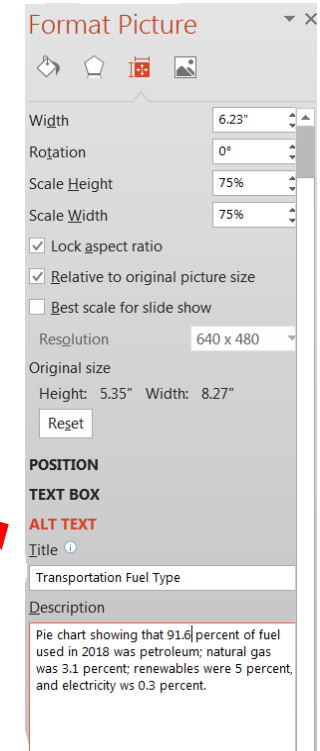 Format Picture
Width 6.23"
Rotation 0°
Scale Height 75%
Scale Width 75%
Lock aspect ratio
Relative to original picture size
Best scale for slide show
Resolution 640 x 480
Original size
Height: 5.35" Width: 8.27"
Reset
POSITION
TEXT BOX
ALT TEXT
Title
Transportation Fuel Type
Description
Pie chart showing that 91.6 percent of fuel
used in 2018 was petroleum; natural gas
was 3.1 percent; renewables were 5 percent,
and electricity ws 0.3 percent.